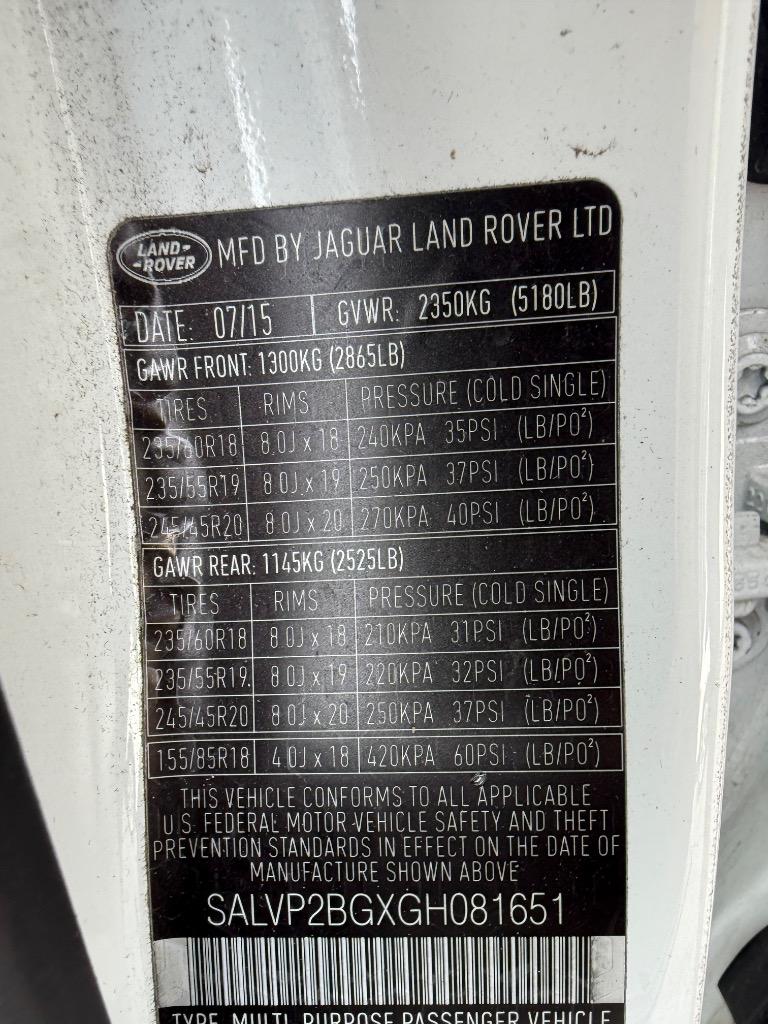 LAND-
-ROVER
MFD BY JAGUAR LAND ROVER LTD
DATE: 07/15 GVWR: 2350KG (5180LB)
GAWR FRONT: 1300KG (2865LB)
TIRES RIMS PRESSURE (COLD SINGLE)
235/60R18 8.0J x 18 240KPA 35PSI (LB/PO²)
235/55R19 8.0J x 19 250KPA 37PSI (LB/PO²)
245/45R20 8.0J x 20 270KPA 40PSI (LB/PO²)
GAWR REAR: 1145KG (2525LB)
TIRES RIMS PRESSURE (COLD SINGLE)
235/60R18 8.0J x 18 210KPA 31PSI (LB/PO²)
235/55R19 8.0J x 19 220KPA 32PSI (LB/PO²)
245/45R20 8.0J x 20 250KPA 37PSI (LB/PO²)
155/85R18 4.0J x 18 420KPA 60PSI (LB/PO²)
THIS VEHICLE CONFORMS TO ALL APPLICABLE
U.S. FEDERAL MOTOR VEHICLE SAFETY AND THEFT
PREVENTION STANDARDS IN EFFECT ON THE DATE OF
MANUFACTURE SHOWN ABOVE
SALVP2BGXGH081651
TYPE MULTI PURPOSE PASSENGER VEHICLE